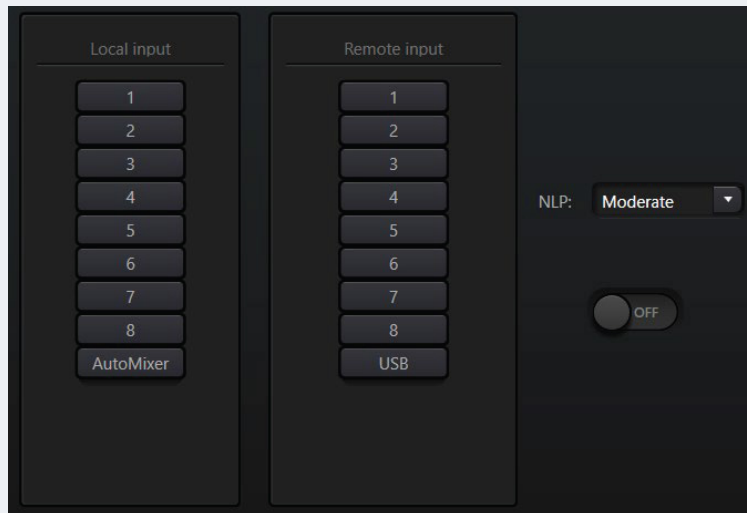 Local input
1
2
3
4
5
6
7
8
AutoMixer
Remote input
1
2
3
4
5
6
7
8
USB
NLP: Moderate
OFF